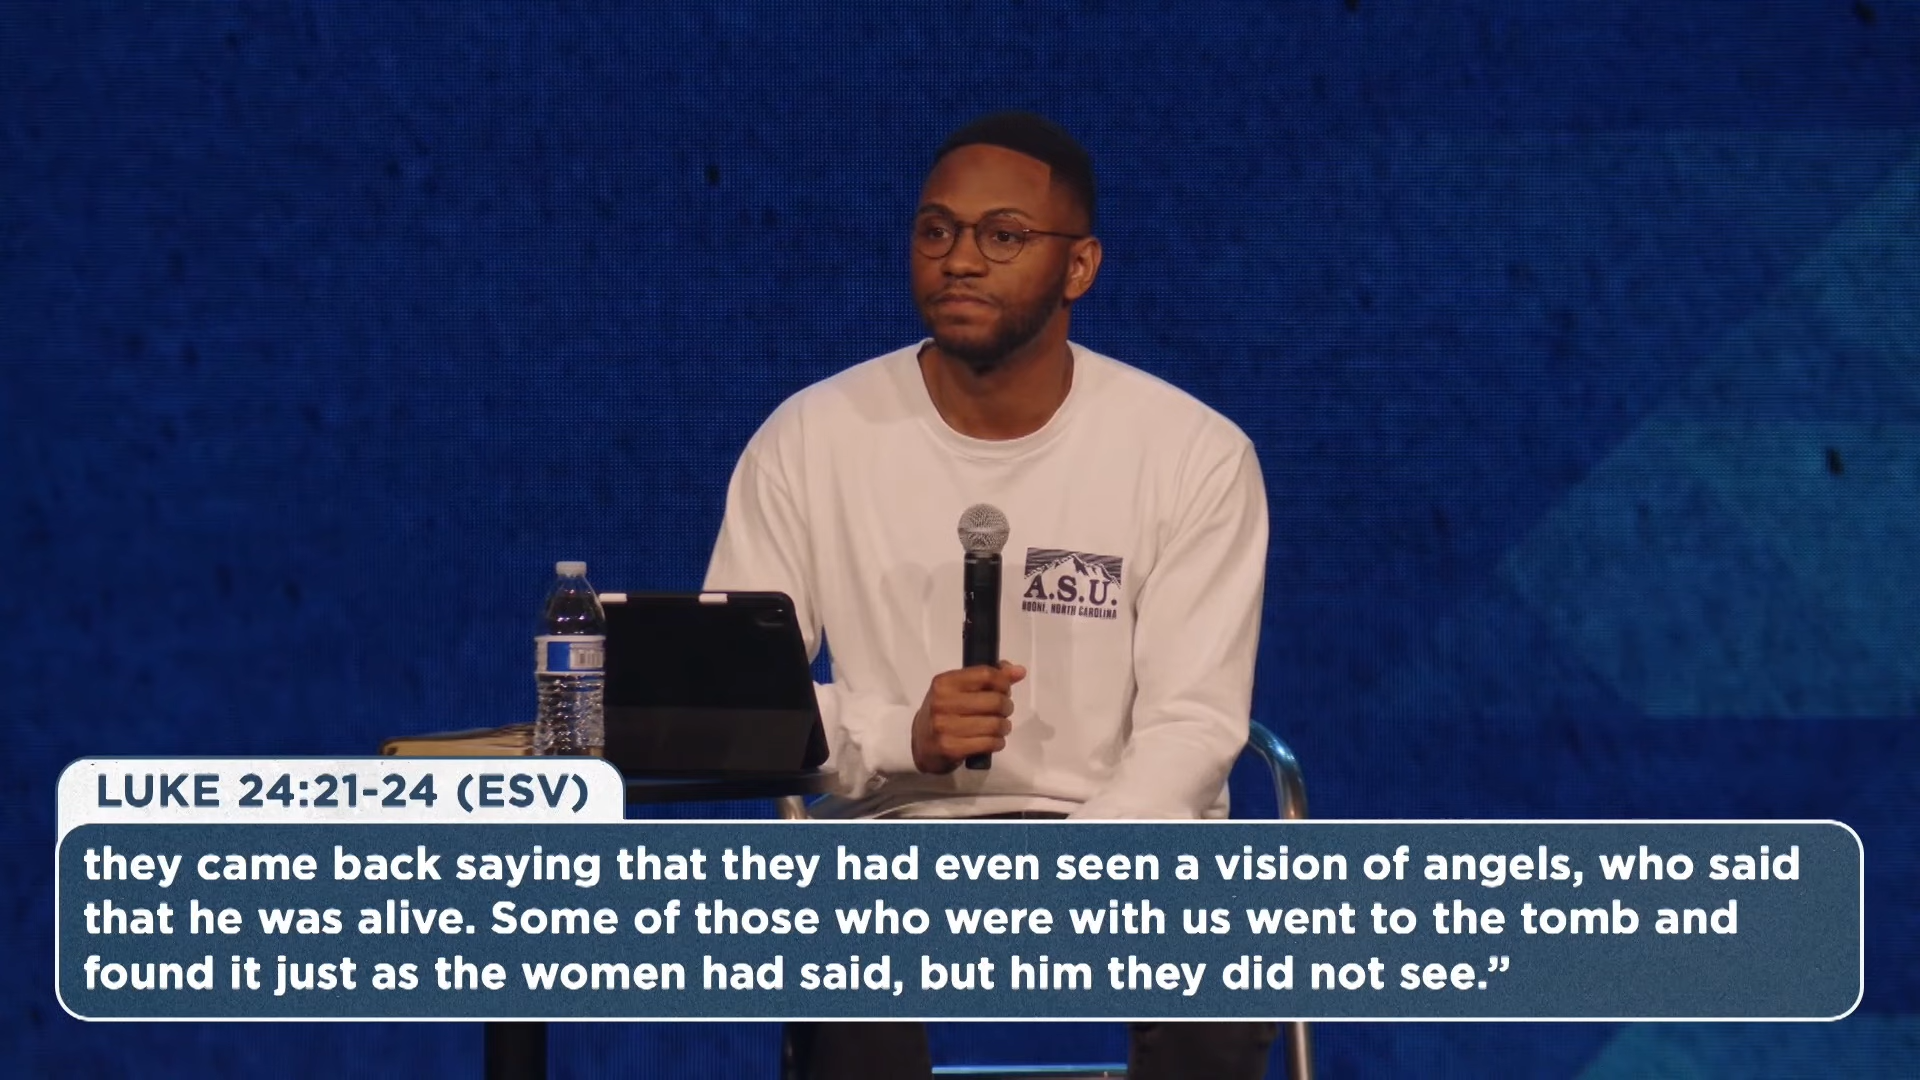 A.S.U.
BOONE, NORTH CAROLINA
LUKE 24:21-24 (ESV)
they came back saying that they had even seen a vision of angels, who said
that he was alive. Some of those who were with us went to the tomb and
found it just as the women had said, but him they did not see.”